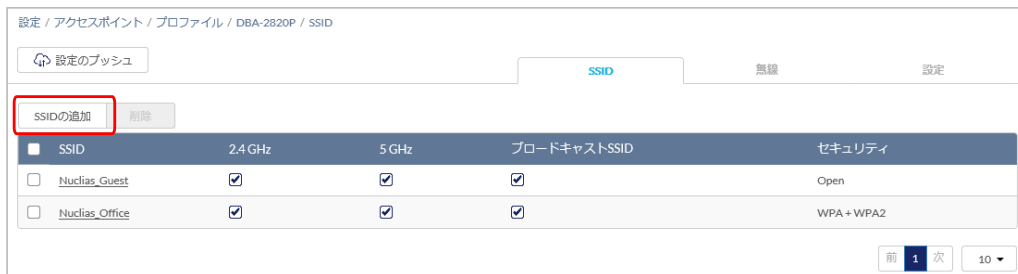 設定 / アクセスポイント / プロファイル / DBA-2820P / SSID
設定のプッシュ
SSID 無線 設定
SSIDの追加 削除
SSID 2.4 GHz 5 GHz ブロードキャストSSID セキュリティ
Nuclias_Guest Open
Nuclias_Office WPA + WPA2
前 1 次 10